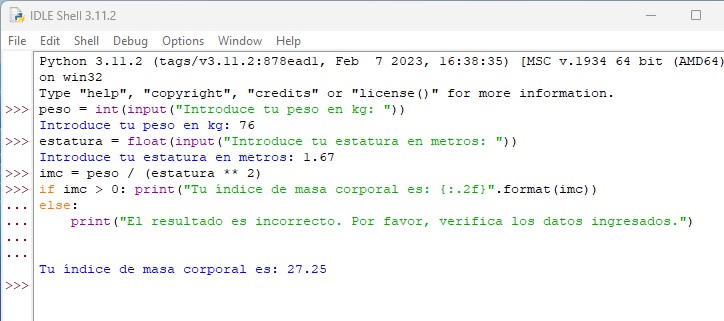 IDLE Shell 3.11.2
File Edit Shell Debug Options Window Help
Python 3.11.2 (tags/v3.11.2:878ead1, Feb  7 2023, 16:38:35) [MSC v.1934 64 bit (AMD64)
on win32
Type "help", "copyright", "credits" or "license()" for more information.
>>> peso = int(input("Introduce tu peso en kg: "))
Introduce tu peso en kg: 76
>>> estatura = float(input("Introduce tu estatura en metros: "))
Introduce tu estatura en metros: 1.67
>>> imc = peso / (estatura ** 2)
>>> if imc > 0: print("Tu índice de masa corporal es: {:.2f}".format(imc))
... else:
...     print("El resultado es incorrecto. Por favor, verifica los datos ingresados.")
...
...
Tu índice de masa corporal es: 27.25
>>>